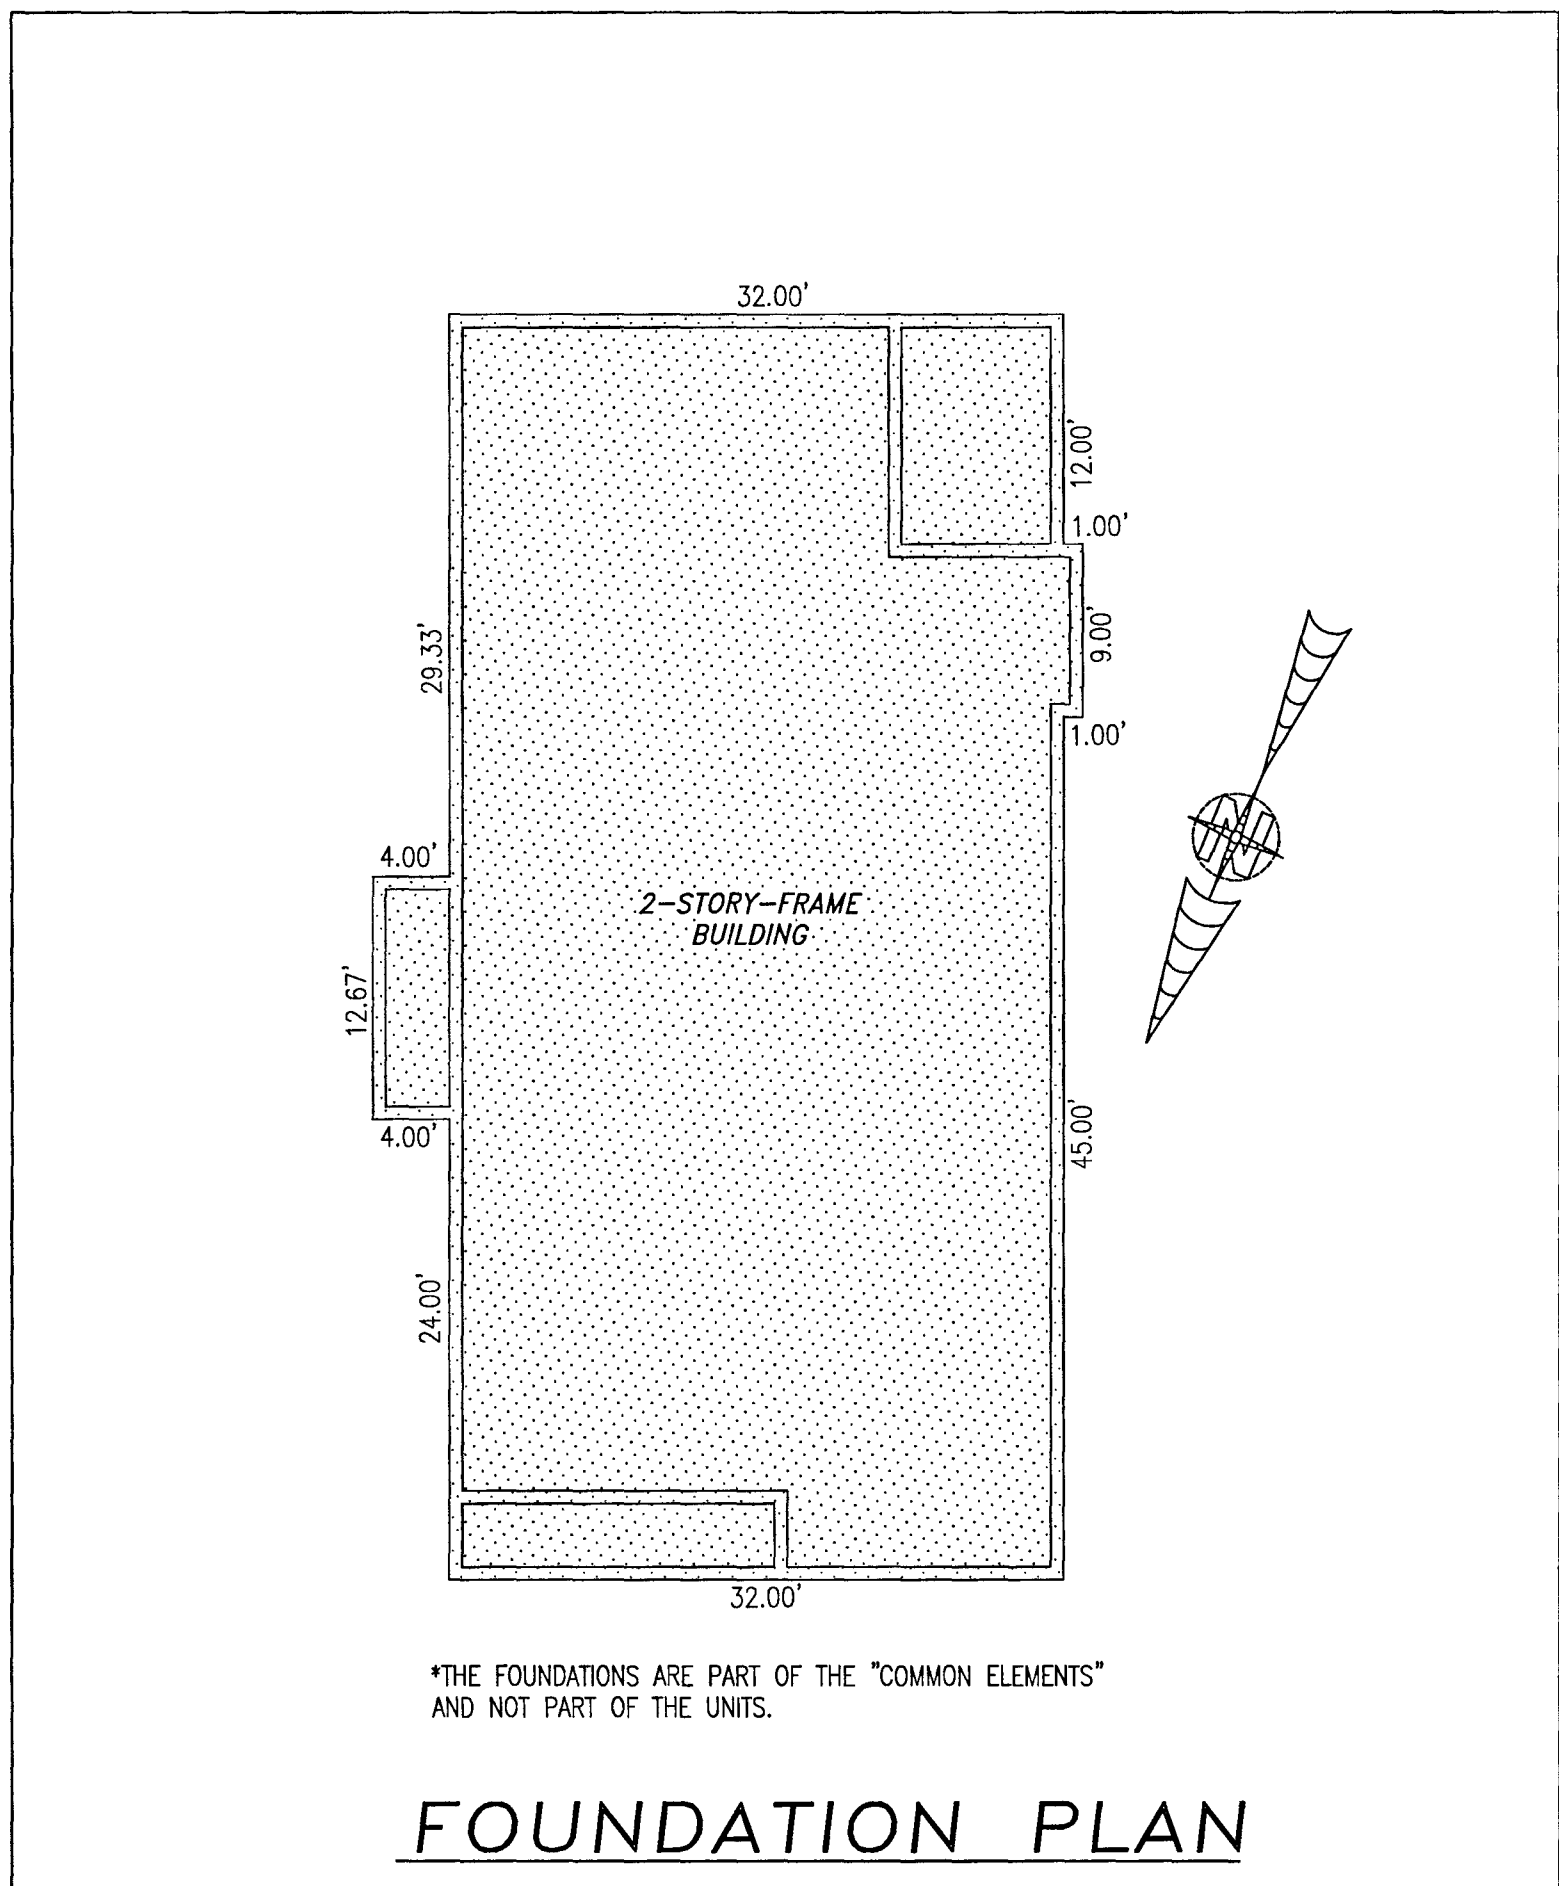 32.00'
12.00'
1.00'
9.00'
29.33'
1.00'
4.00'
2-STORY-FRAME
BUILDING
12.67'
4.00'
45.00'
24.00'
32.00'
N
*THE FOUNDATIONS ARE PART OF THE "COMMON ELEMENTS"
AND NOT PART OF THE UNITS.
FOUNDATION PLAN